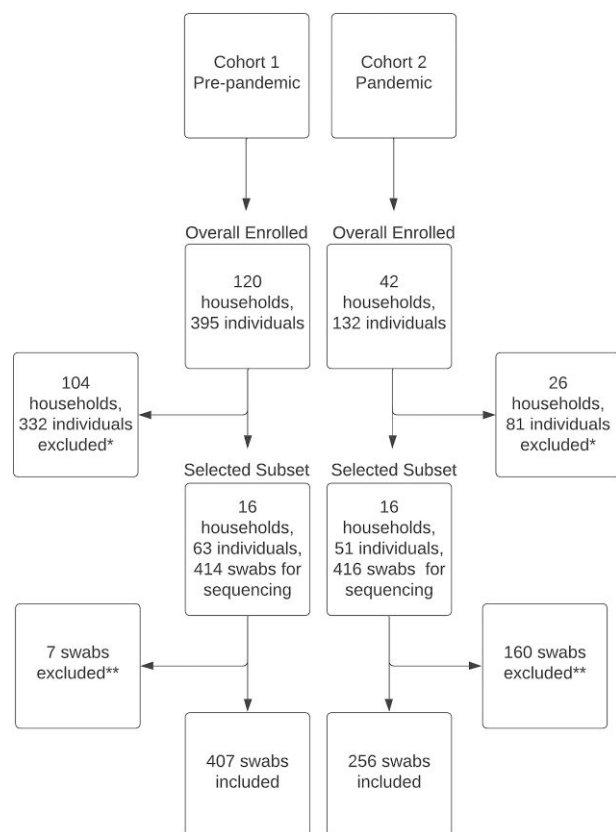 Cohort 1
Pre-pandemic
Cohort 2
Pandemic
Overall Enrolled
Overall Enrolled
120
households,
395 individuals
42
households,
132 individuals
104
households,
332 individuals
excluded*
26
households,
81 individuals
excluded*
Selected Subset
Selected Subset
16
households,
63 individuals,
414 swabs for
sequencing
16
households,
51 individuals,
416 swabs for
sequencing
7 swabs
excluded**
160 swabs
excluded**
407 swabs
included
256 swabs
included